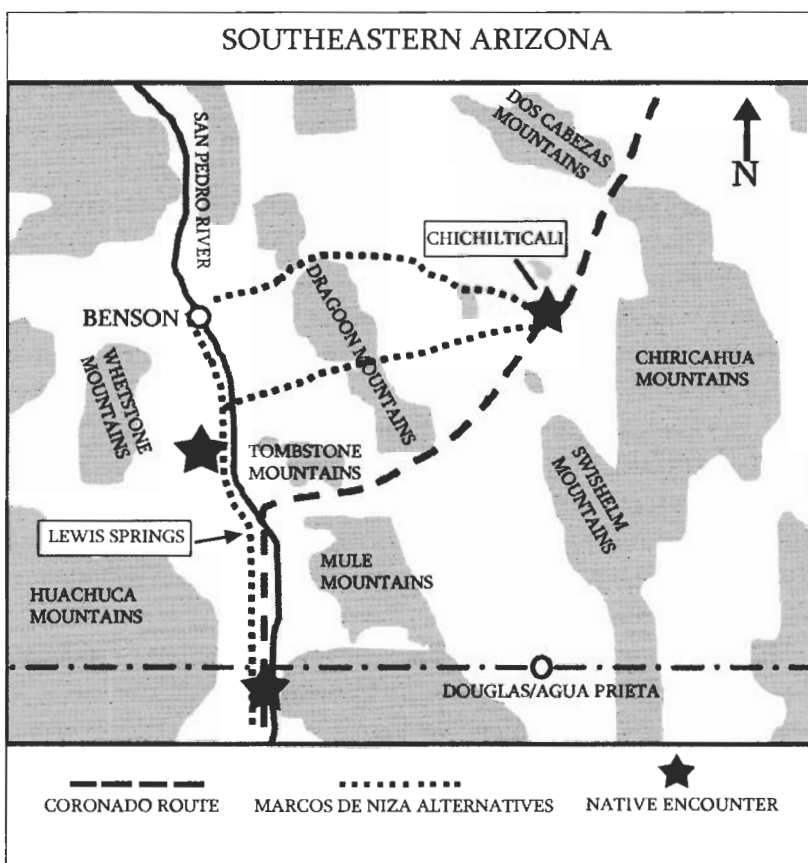 SOUTHEASTERN ARIZONA
SAN PEDRO RIVER
DOS CABEZAS
MOUNTAINS
N
CHICHILTICALI
BENSON
DRAGOON MOUNTAINS
WHETSTONE
MOUNTAINS
CHIRICAHUA
MOUNTAINS
TOMBSTONE
MOUNTAINS
SWISHELM
MOUNTAINS
LEWIS SPRINGS
MULE
MOUNTAINS
HUACHUCA
MOUNTAINS
DOUGLAS/AGUA PRIETA
CORONADO ROUTE
MARCOS DE NIZA ALTERNATIVES
NATIVE ENCOUNTER